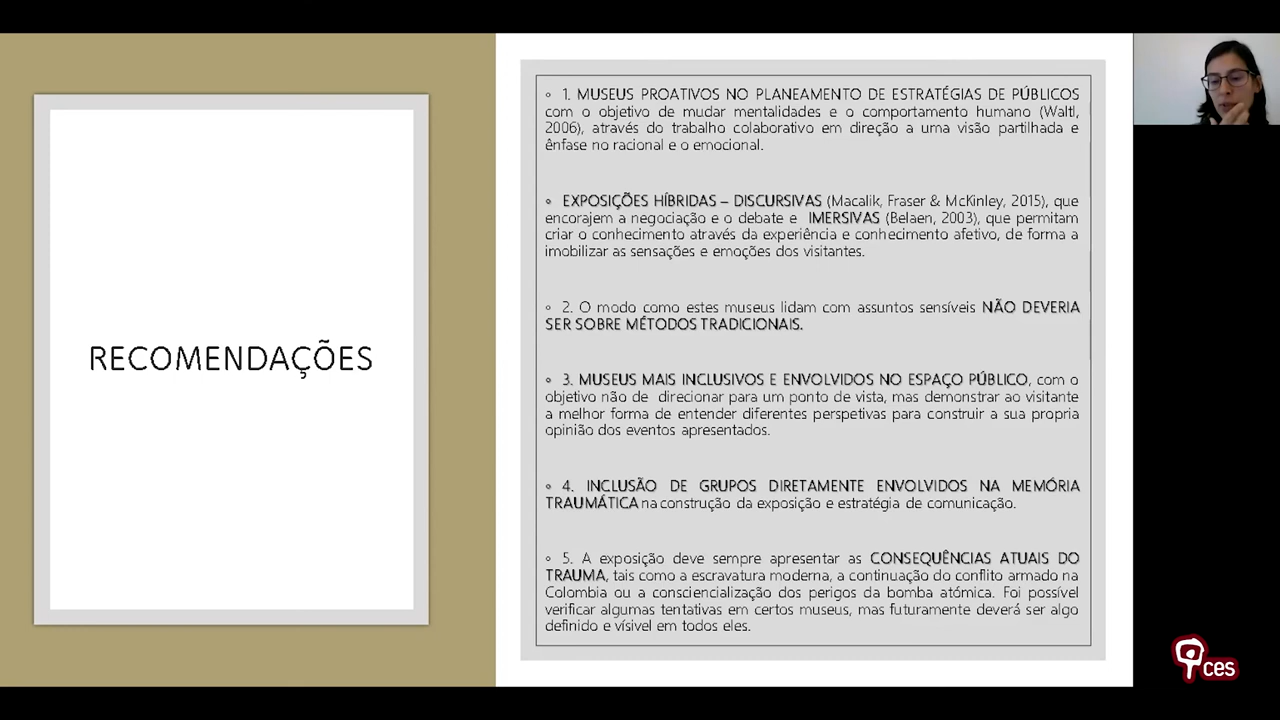 RECOMENDAÇÕES
◦ 1. MUSEUS PROATIVOS NO PLANEAMENTO DE ESTRATÉGIAS DE PÚBLICOS
com o objetivo de mudar mentalidades e o comportamento humano (Waltl,
2006), através do trabalho colaborativo em direção a uma visão partilhada e
ênfase no racional e o emocional.
◦ EXPOSIÇÕES HÍBRIDAS – DISCURSIVAS (Macalik, Fraser & McKinley, 2015), que
encorajem a negociação e o debate e IMERSIVAS (Belaen, 2003), que permitam
criar o conhecimento através da experiência e conhecimento afetivo, de forma a
imobilizar as sensações e emoções dos visitantes.
◦ 2. O modo como estes museus lidam com assuntos sensíveis NÃO DEVERIA
SER SOBRE MÉTODOS TRADICIONAIS.
◦ 3. MUSEUS MAIS INCLUSIVOS E ENVOLVIDOS NO ESPAÇO PÚBLICO, com o
objetivo não de direcionar para um ponto de vista, mas demonstrar ao visitante
a melhor forma de entender diferentes perspetivas para construir a sua propria
opinião dos eventos apresentados.
◦ 4. INCLUSÃO DE GRUPOS DIRETAMENTE ENVOLVIDOS NA MEMÓRIA
TRAUMÁTICA na construção da exposição e estratégia de comunicação.
◦ 5. A exposição deve sempre apresentar as CONSEQUÊNCIAS ATUAIS DO
TRAUMA, tais como a escravatura moderna, a continuação do conflito armado na
Colombia ou a consciencialização dos perigos da bomba atómica. Foi possível
verificar algumas tentativas em certos museus, mas futuramente deverá ser algo
definido e vísivel em todos eles.
ces